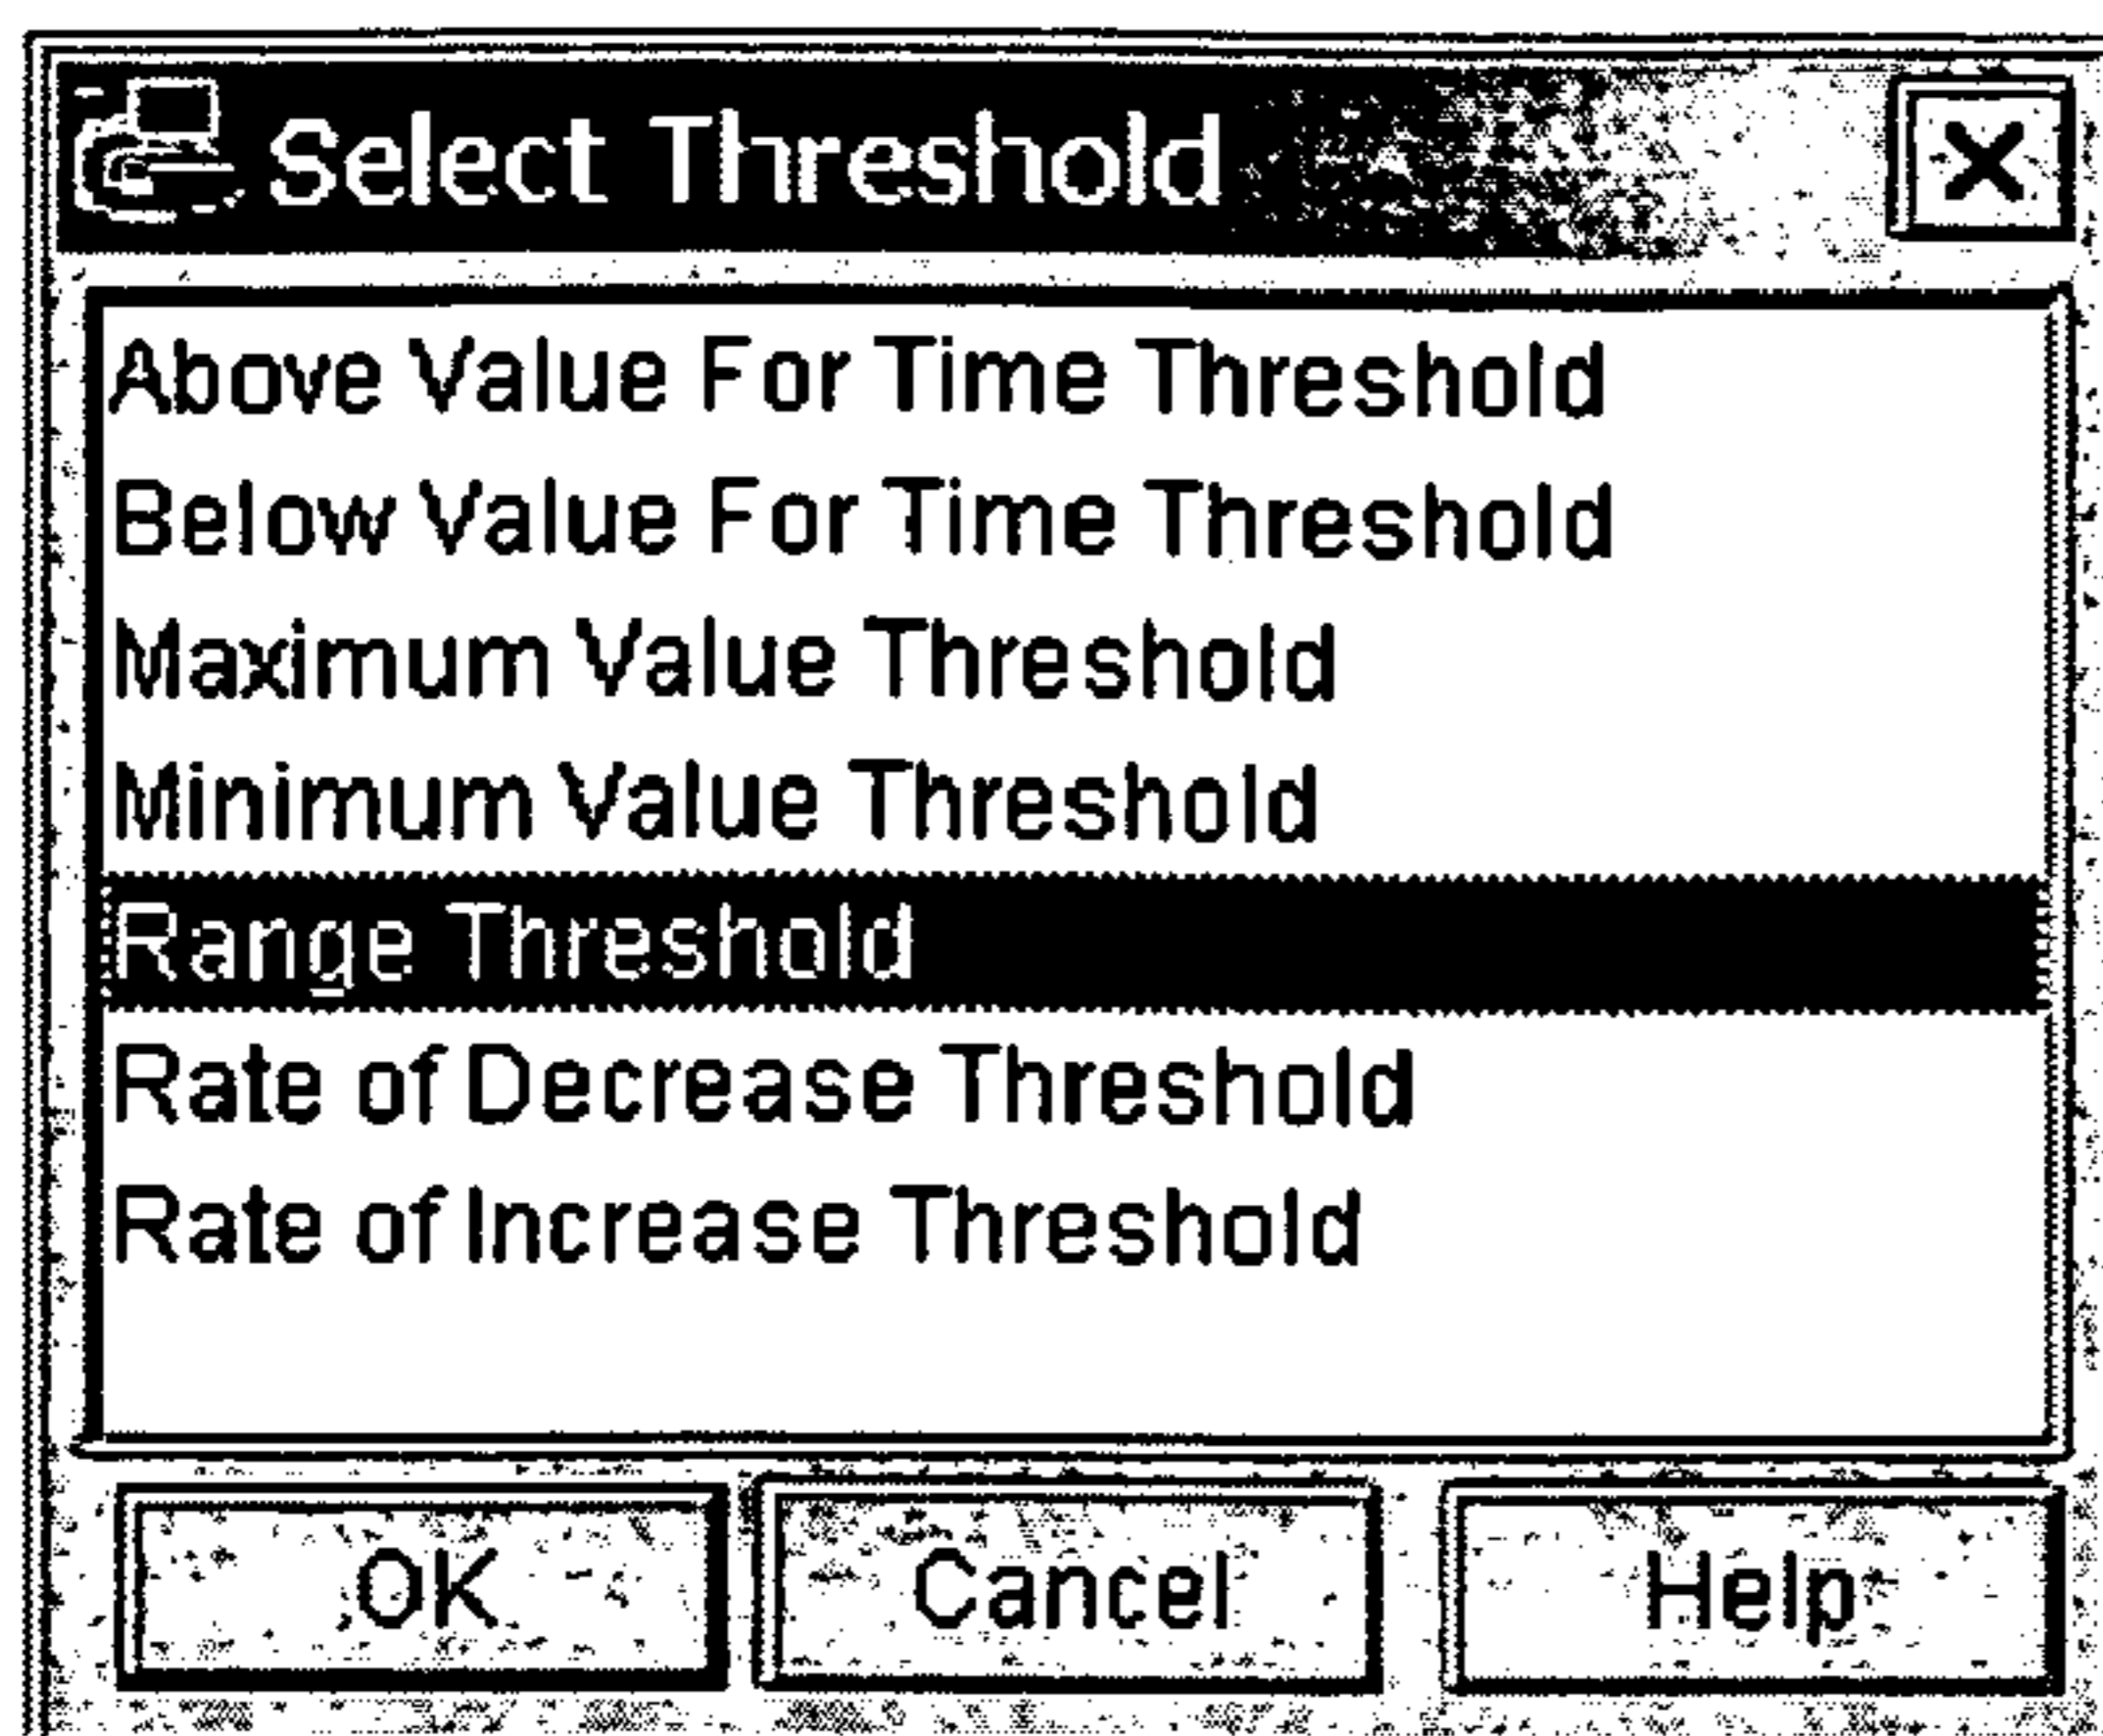 Select Threshold
Above Value For Time Threshold
Below Value For Time Threshold
Maximum Value Threshold
Minimum Value Threshold
Range Threshold
Rate of Decrease Threshold
Rate of Increase Threshold
OK Cancel Help